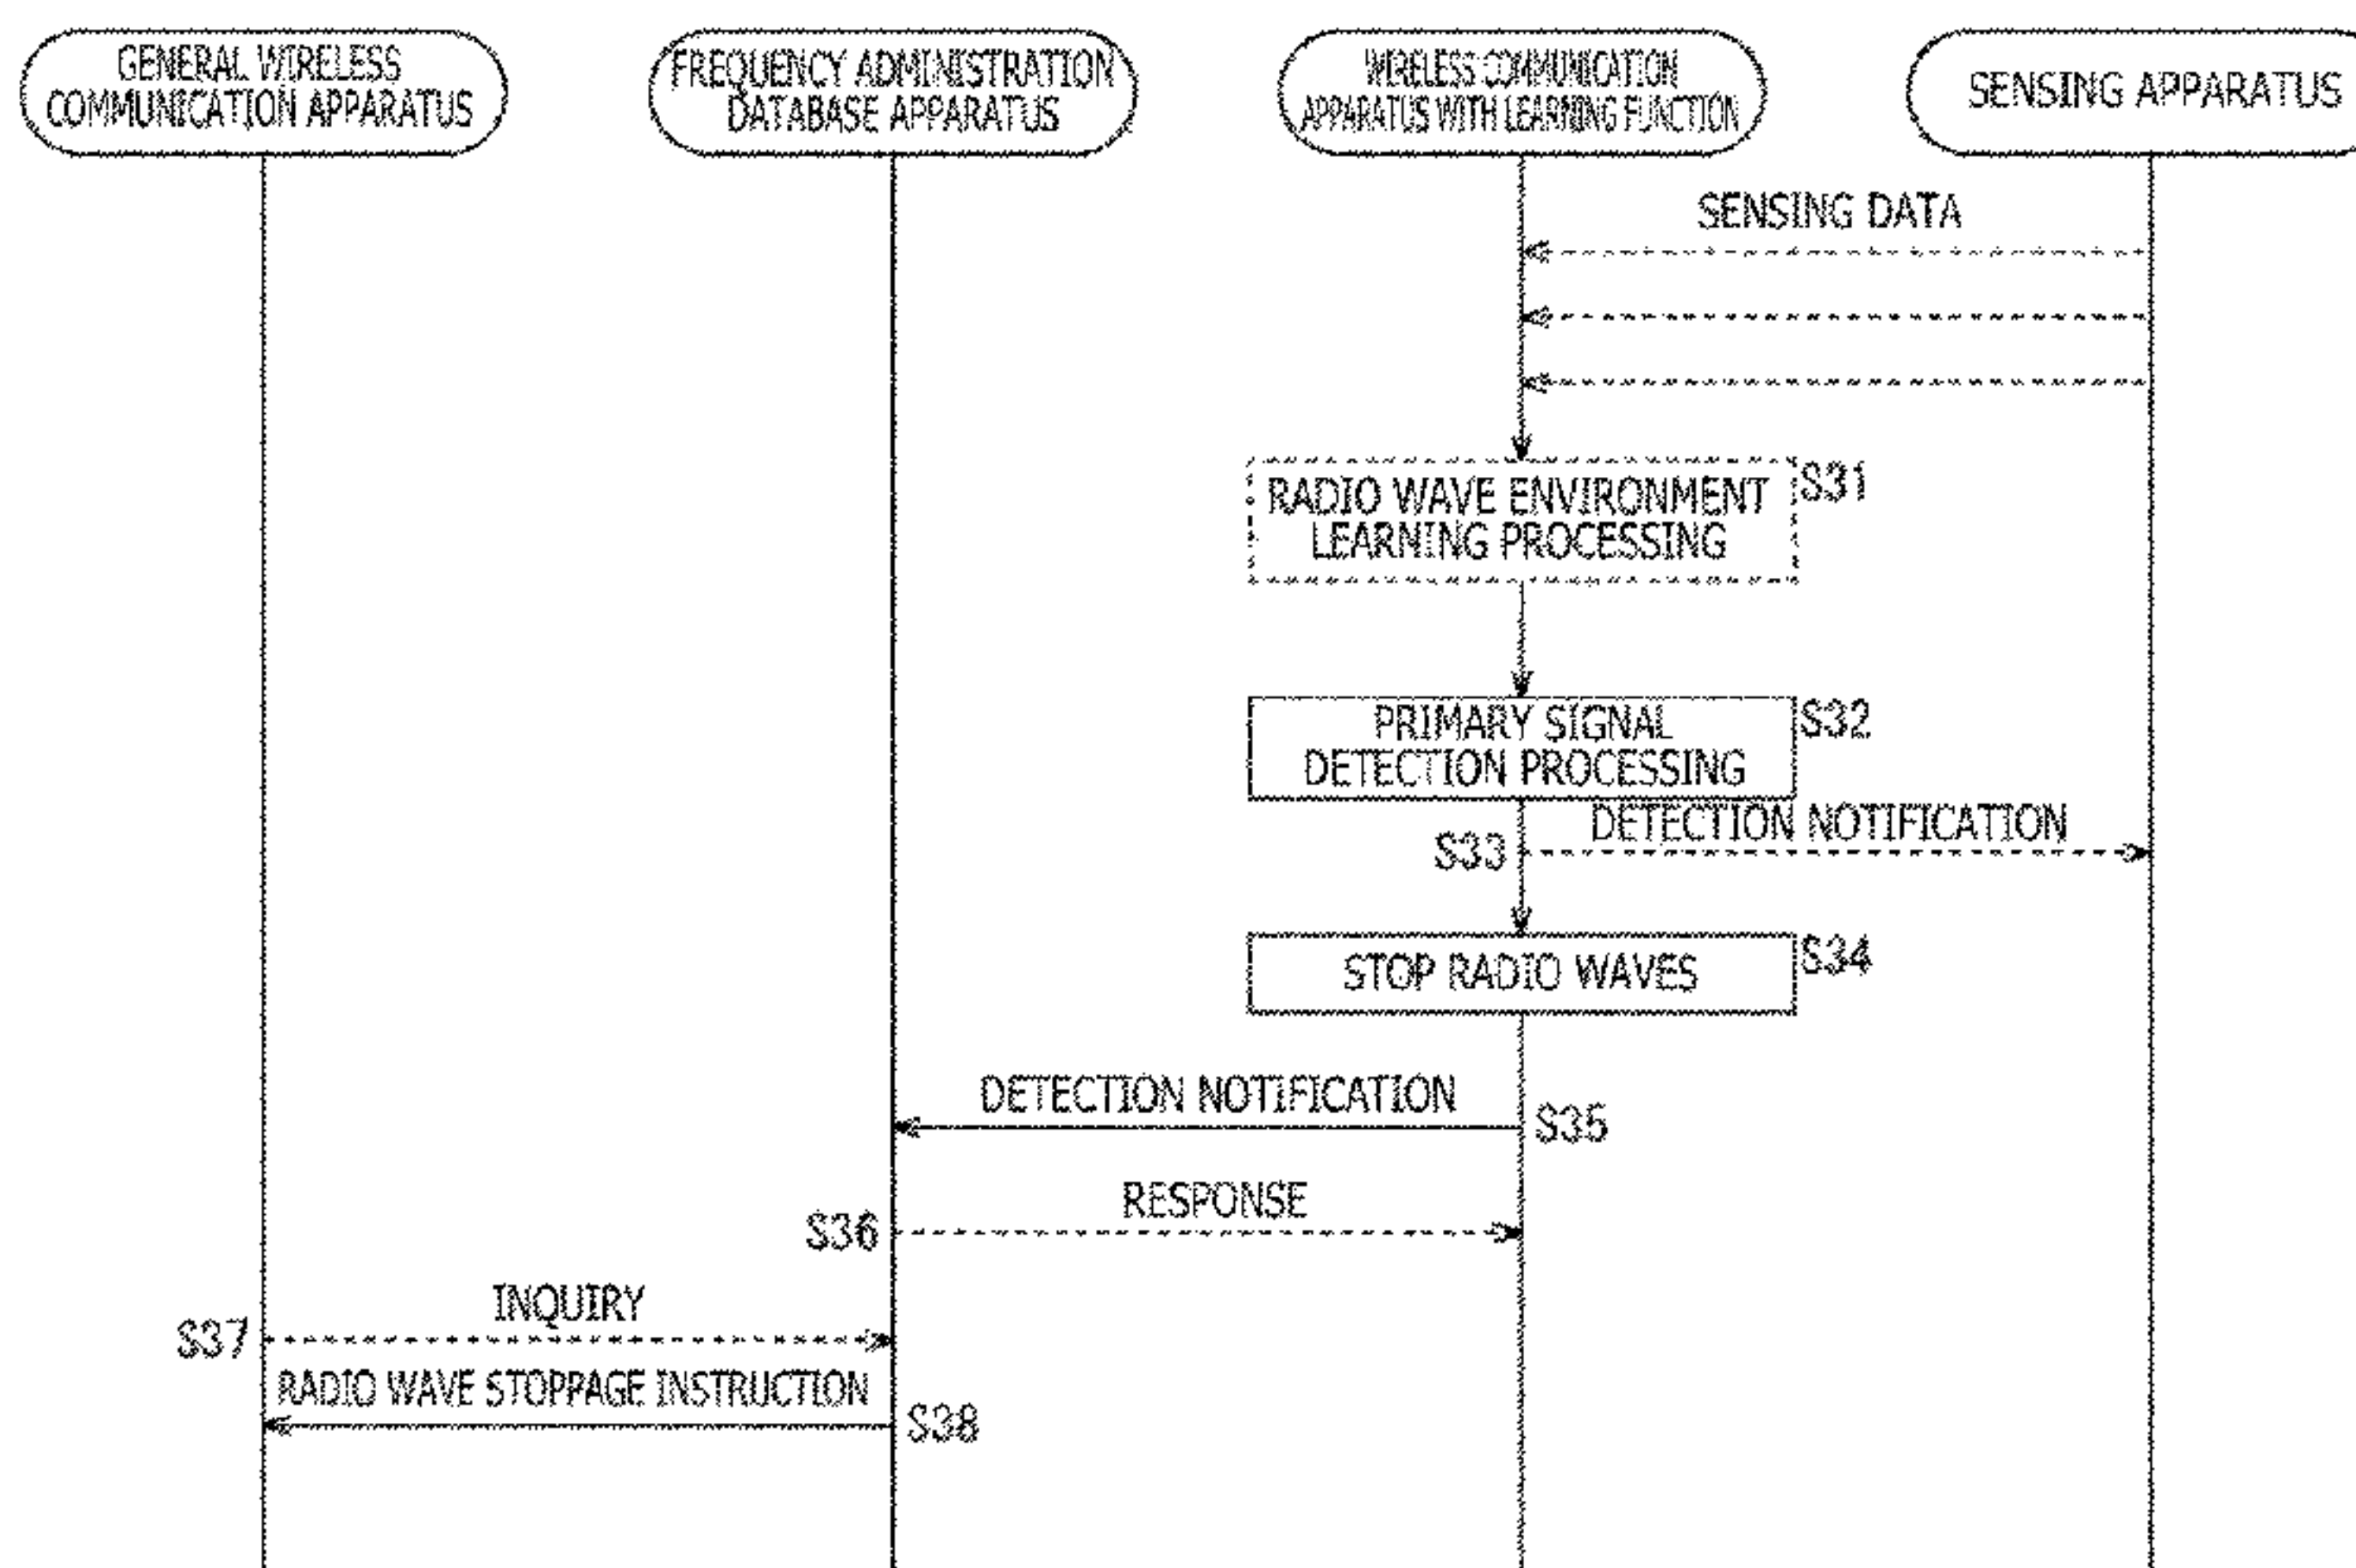 GENERAL WIRELESS
COMMUNICATION APPARATUS
FREQUENCY ADMINISTRATION
DATABASE APPARATUS
WIRELESS COMMUNICATION
APPARATUS WITH LEARNING FUNCTION
SENSING APPARATUS
SENSING DATA
RADIO WAVE ENVIRONMENT
LEARNING PROCESSING
S31
PRIMARY SIGNAL
DETECTION PROCESSING
S32
DETECTION NOTIFICATION
S33
STOP RADIO WAVES
S34
DETECTION NOTIFICATION
S35
RESPONSE
S36
INQUIRY
S37
RADIO WAVE STOPPAGE INSTRUCTION
S38